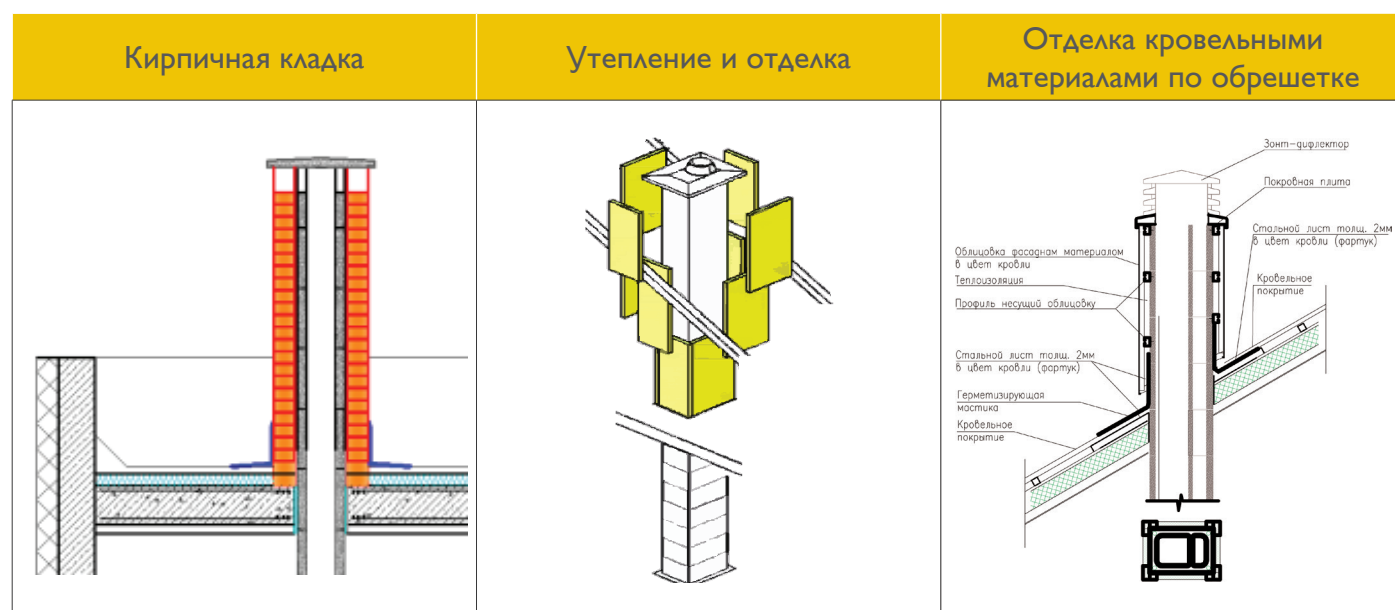 Кирпичная кладка
Утепление и отделка
Отделка кровельными
материалами по обрешетке
Зонт-дифлектор
Покровная плита
Стальной лист толщ. 2мм
в цвет кровли (фартук)
Облицовка фасаднам материалом
в цвет кровли
Теплоизоляция
Кровельное
покрытие
Профиль несущий облицовку
Стальной лист толщ. 2мм
в цвет кровли (фартук)
Герметизирующая
мастика
Кровельное
покрытие